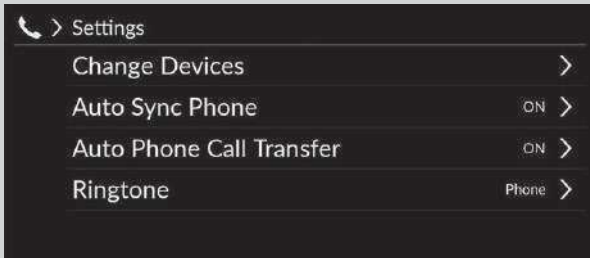 Settings
Change Devices
Auto Sync Phone ON
Auto Phone Call Transfer ON
Ringtone Phone